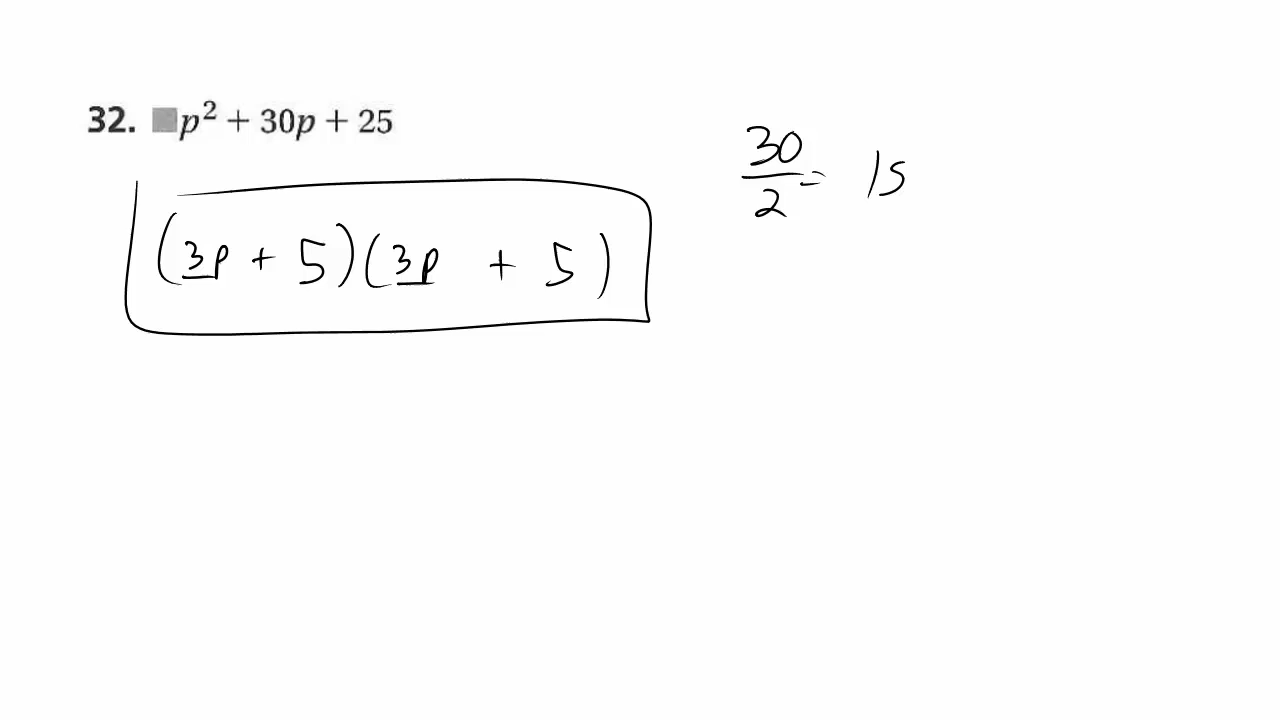 32. ■p² + 30p + 25
30/2 = 15
(3p + 5)(3p + 5)